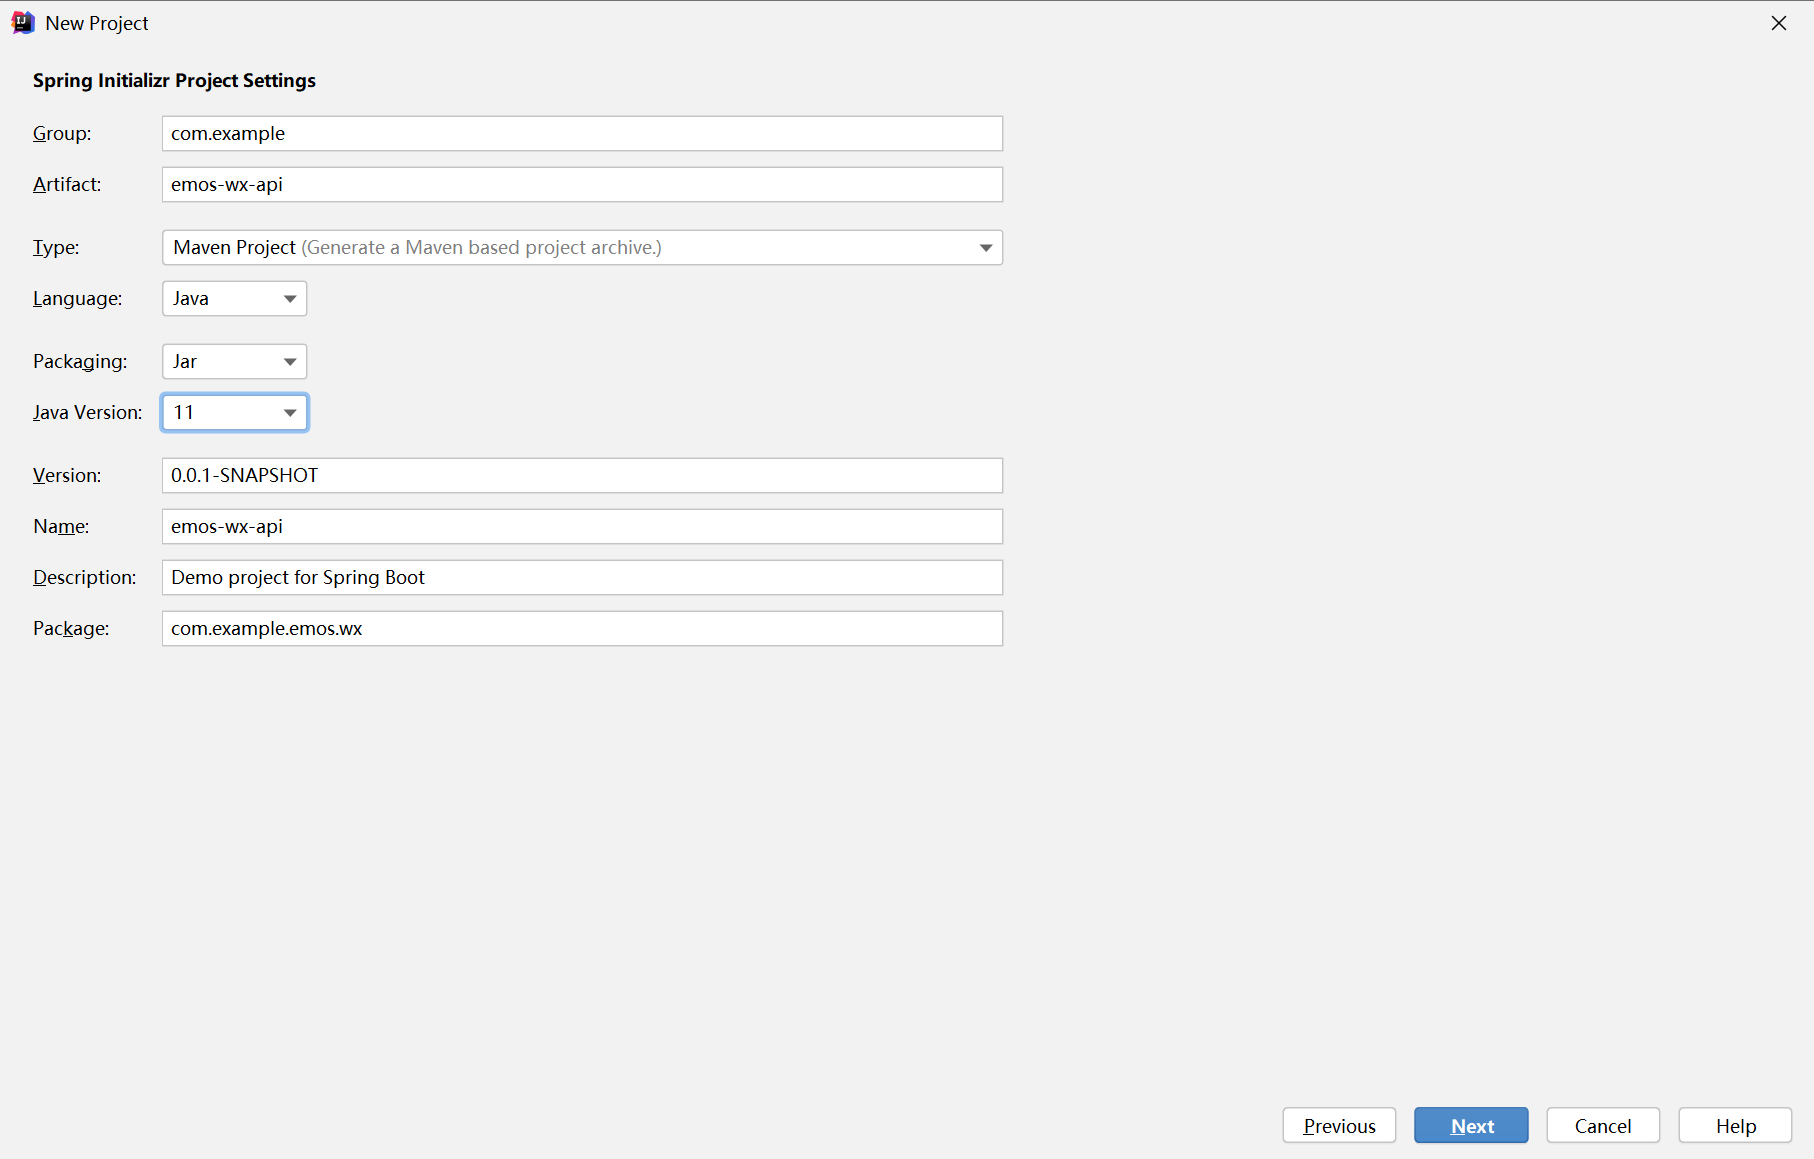 New Project
Spring Initializr Project Settings
Group: com.example
Artifact: emos-wx-api
Type: Maven Project (Generate a Maven based project archive.)
Language: Java
Packaging: Jar
Java Version: 11
Version: 0.0.1-SNAPSHOT
Name: emos-wx-api
Description: Demo project for Spring Boot
Package: com.example.emos.wx
Previous Next Cancel Help